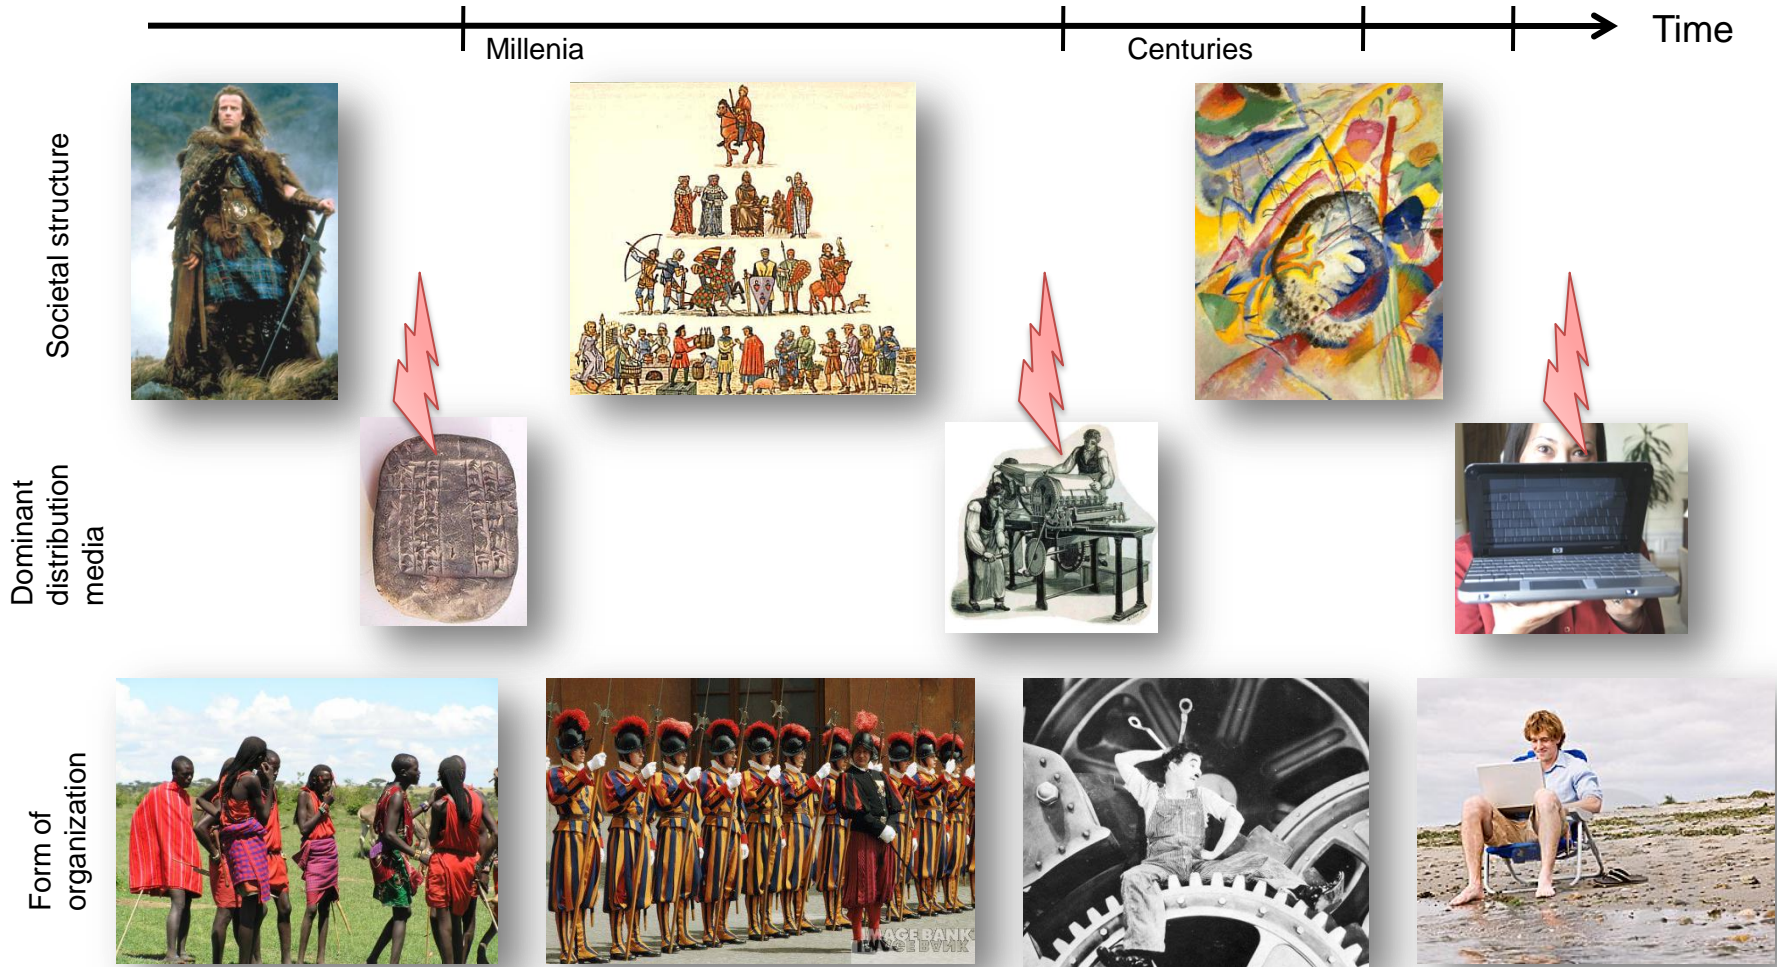 Time
Millenia
Centuries
Societal structure
Dominant
distribution
media
Form of
organization
IMAGE BANK